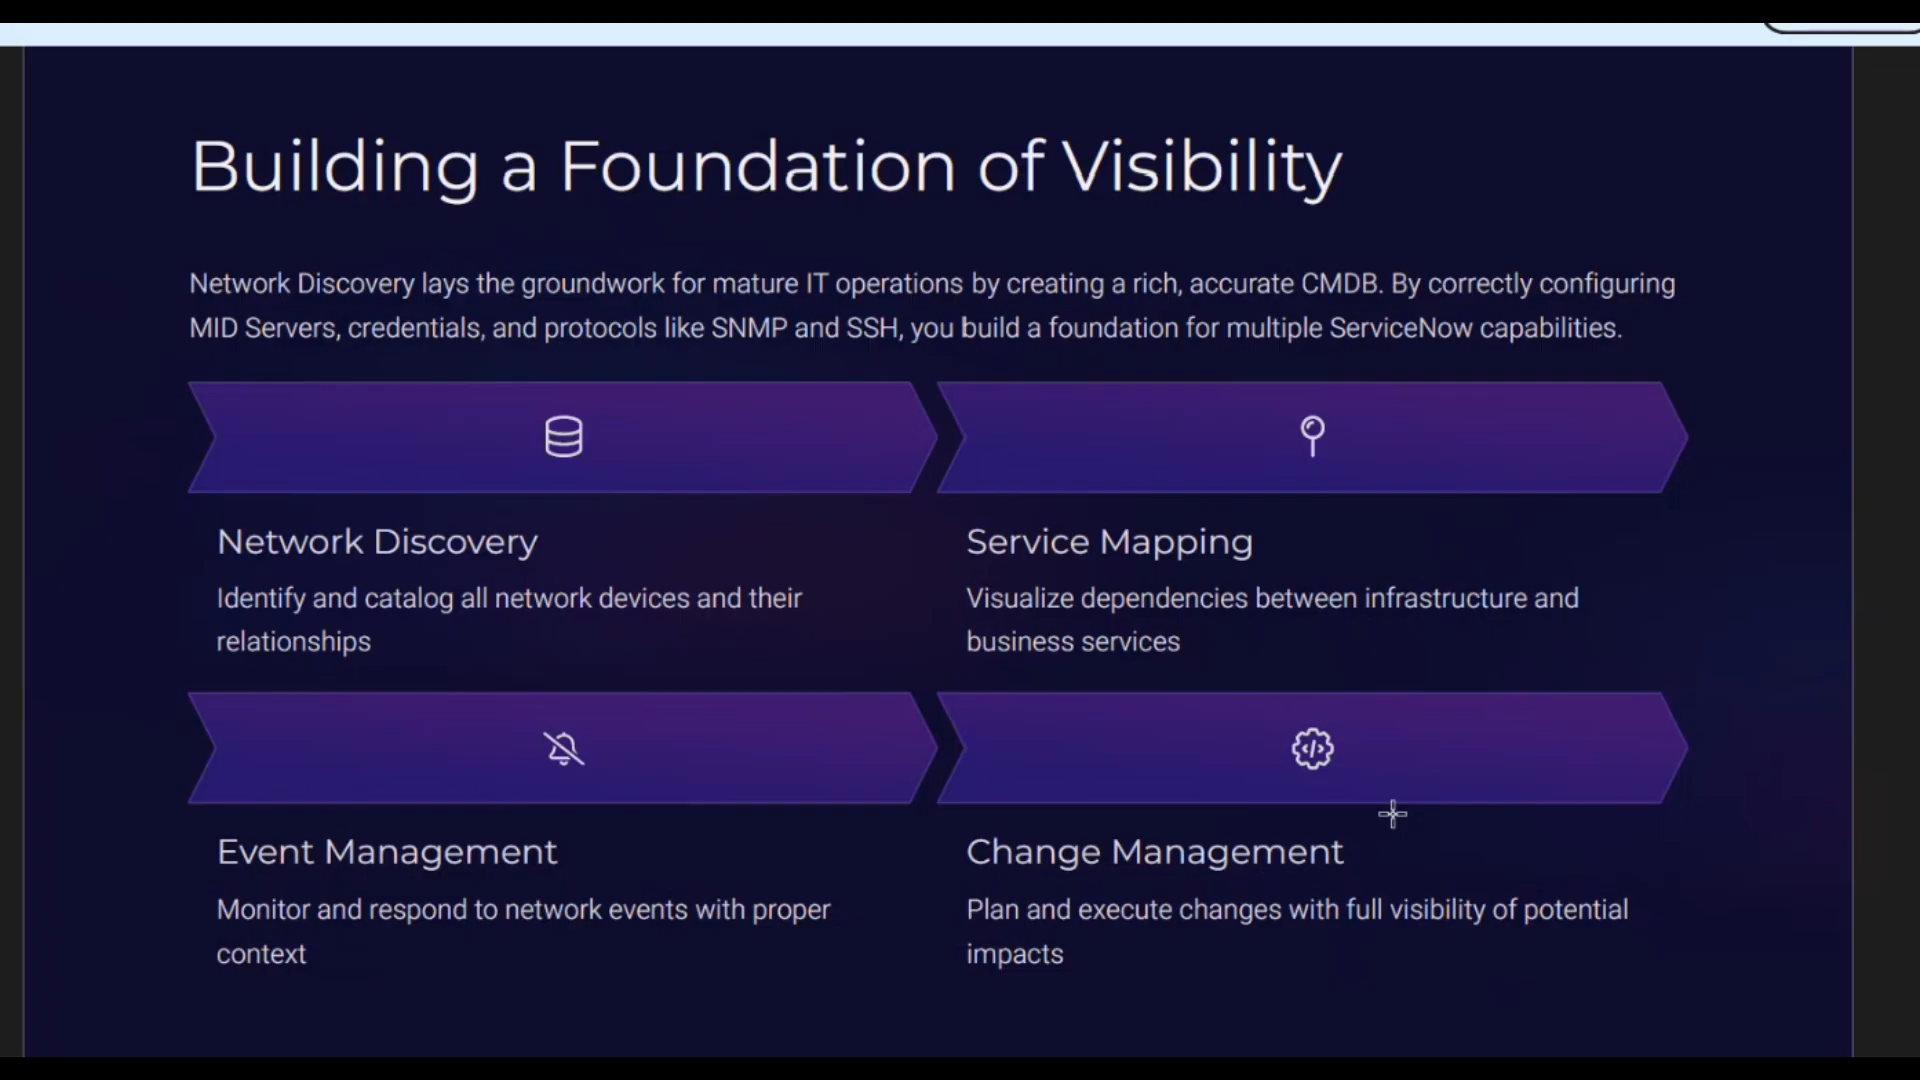 Building a Foundation of Visibility
Network Discovery lays the groundwork for mature IT operations by creating a rich, accurate CMDB. By correctly configuring
MID Servers, credentials, and protocols like SNMP and SSH, you build a foundation for multiple ServiceNow capabilities.
Network Discovery
Identify and catalog all network devices and their
relationships
Service Mapping
Visualize dependencies between infrastructure and
business services
Event Management
Monitor and respond to network events with proper
context
Change Management
Plan and execute changes with full visibility of potential
impacts